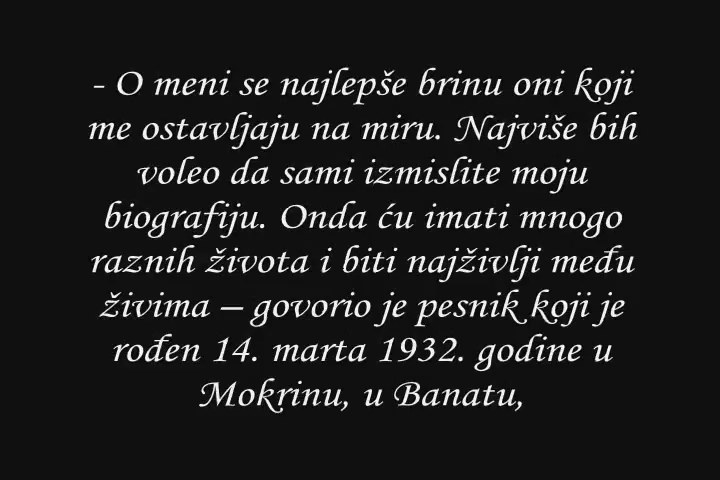 - O meni se najlepše brinu oni koji
me ostavljaju na miru. Najviše bih
voleo da sami izmislite moju
biografiju. Onda ću imati mnogo
raznih života i biti najživlji među
živima – govorio je pesnik koji je
rođen 14. marta 1932. godine u
Mokrinu, u Banatu,